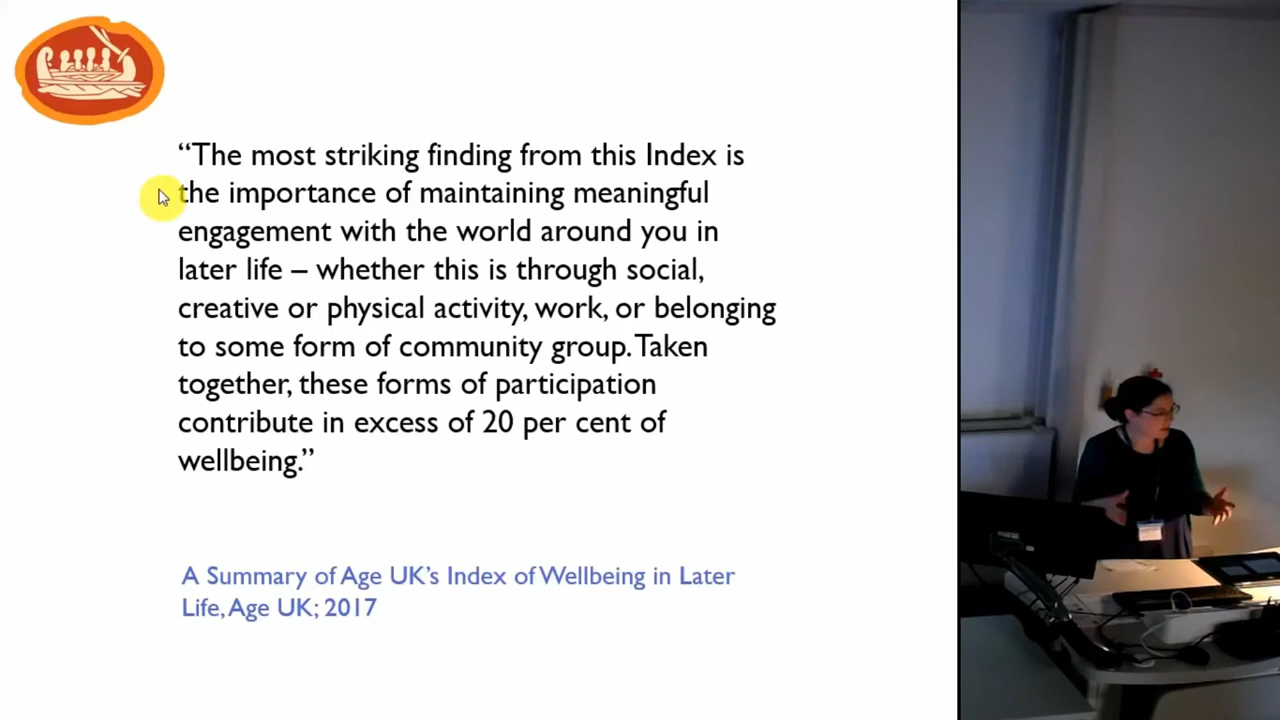 “The most striking finding from this Index is
the importance of maintaining meaningful
engagement with the world around you in
later life – whether this is through social,
creative or physical activity, work, or belonging
to some form of community group. Taken
together, these forms of participation
contribute in excess of 20 per cent of
wellbeing.”
A Summary of Age UK’s Index of Wellbeing in Later
Life, Age UK; 2017